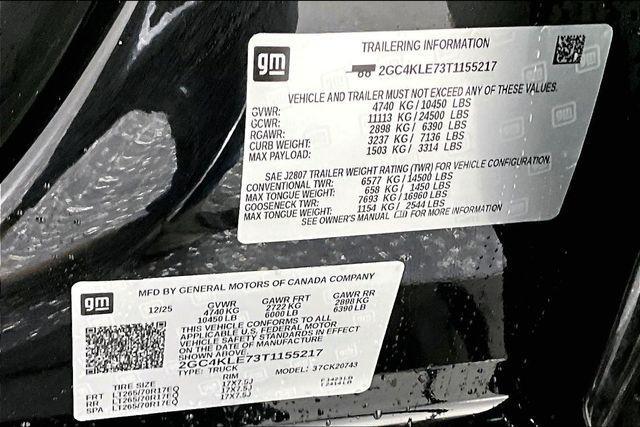 gm
TRAILERING INFORMATION
2GC4KLE73T1155217
VEHICLE AND TRAILER MUST NOT EXCEED ANY OF THESE VALUES.
GVWR: 4740 KG/10450 LBS
GCWR: 11113 KG/24500 LBS
RGAWR: 2898 KG/ 6390 LBS
CURB WEIGHT: 3237 KG/ 7136 LBS
MAX PAYLOAD: 1503 KG/ 3314 LBS
SAE J2807 TRAILER WEIGHT RATING (TWR) FOR VEHICLE CONFIGURATION.
CONVENTIONAL TWR: 6577 KG/14500 LBS
MAX TONGUE WEIGHT: 658 KG/ 1450 LBS
GOOSENECK TWR: 7693 KG/16960 LBS
MAX TONGUE WEIGHT: 1154 KG/ 2544 LBS
SEE OWNER'S MANUAL FOR MORE INFORMATION
gm
MFD BY GENERAL MOTORS OF CANADA COMPANY
12/25 GVWR GAWR FRT GAWR RR
4740 KG 2722 KG 2898 KG
10450 LB 6000 LB 6390 LB
THIS VEHICLE CONFORMS TO ALL
APPLICABLE U.S. FEDERAL MOTOR
VEHICLE SAFETY STANDARDS IN EFFECT
ON THE DATE OF MANUFACTURE
SHOWN ABOVE.
2GC4KLE73T1155217
TYPE: TRUCK MODEL: 37CK20743
TIRE SIZE RIM
FRT LT265/70R17EQ 17X7.5J
RR LT265/70R17EQ 17X7.5J
SPA LT265/70R17EQ 17X7.5J